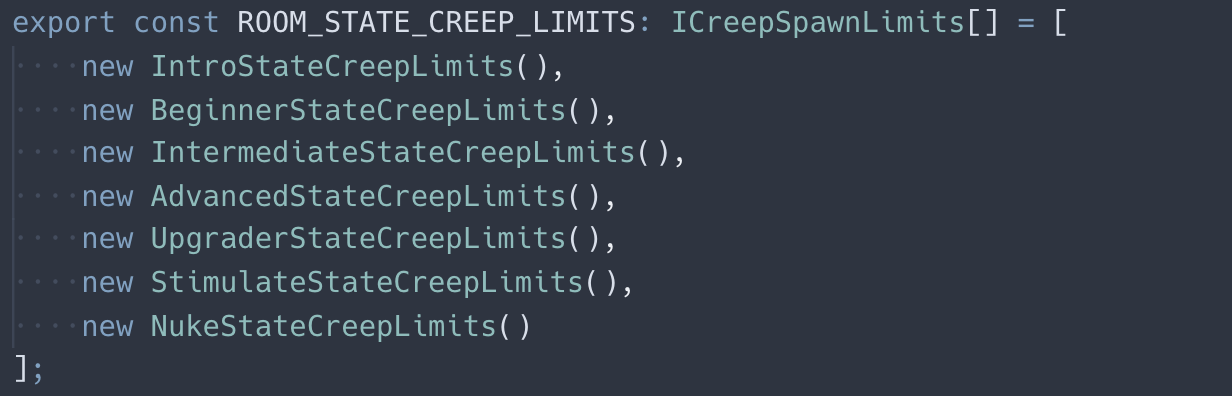 export const ROOM_STATE_CREEP_LIMITS: ICreepSpawnLimits[] = [
    new IntroStateCreepLimits(),
    new BeginnerStateCreepLimits(),
    new IntermediateStateCreepLimits(),
    new AdvancedStateCreepLimits(),
    new UpgraderStateCreepLimits(),
    new StimulateStateCreepLimits(),
    new NukeStateCreepLimits()
];